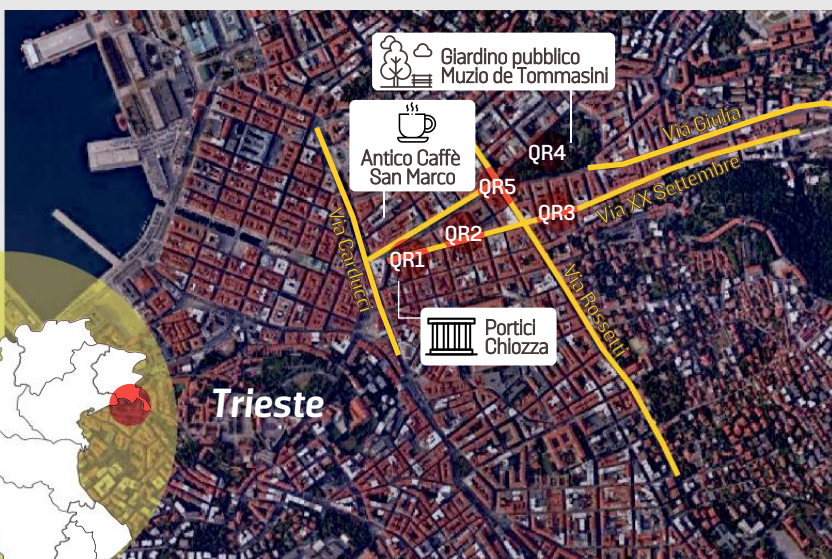 Giardino pubblico
Muzio de Tommasini
Antico Caffè
San Marco
Via Giulia
QR4
Via XX Settembre
QR5
QR3
QR2
QR1
Via Carducci
Via Rossetti
Portici
Chiozza
Trieste